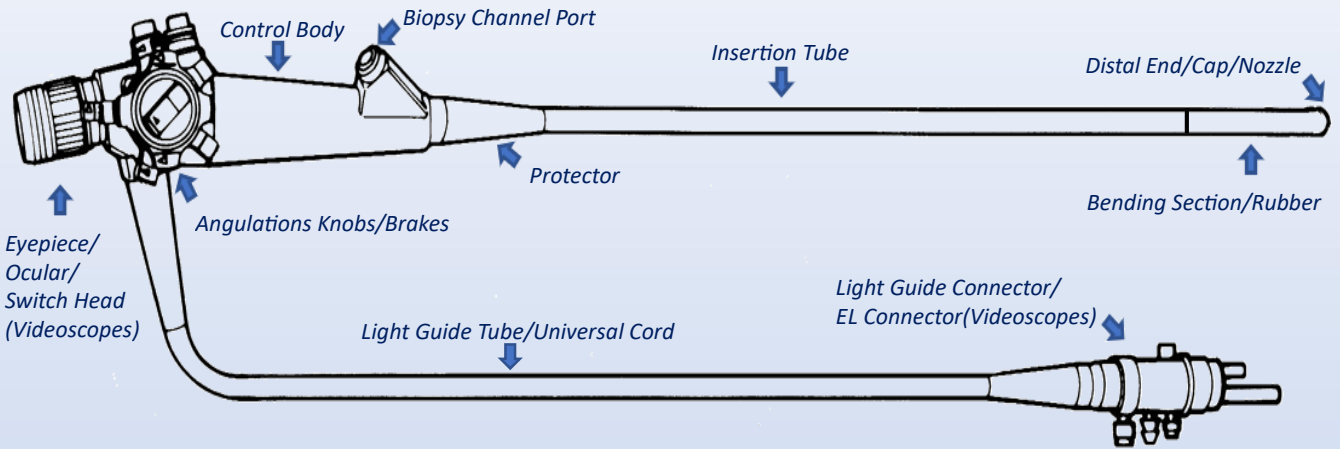 Control Body
Biopsy Channel Port
Insertion Tube
Distal End/Cap/Nozzle
Protector
Bending Section/Rubber
Angulations Knobs/Brakes
Eyepiece/
Ocular/
Switch Head
(Videoscopes)
Light Guide Tube/Universal Cord
Light Guide Connector/
EL Connector(Videoscopes)